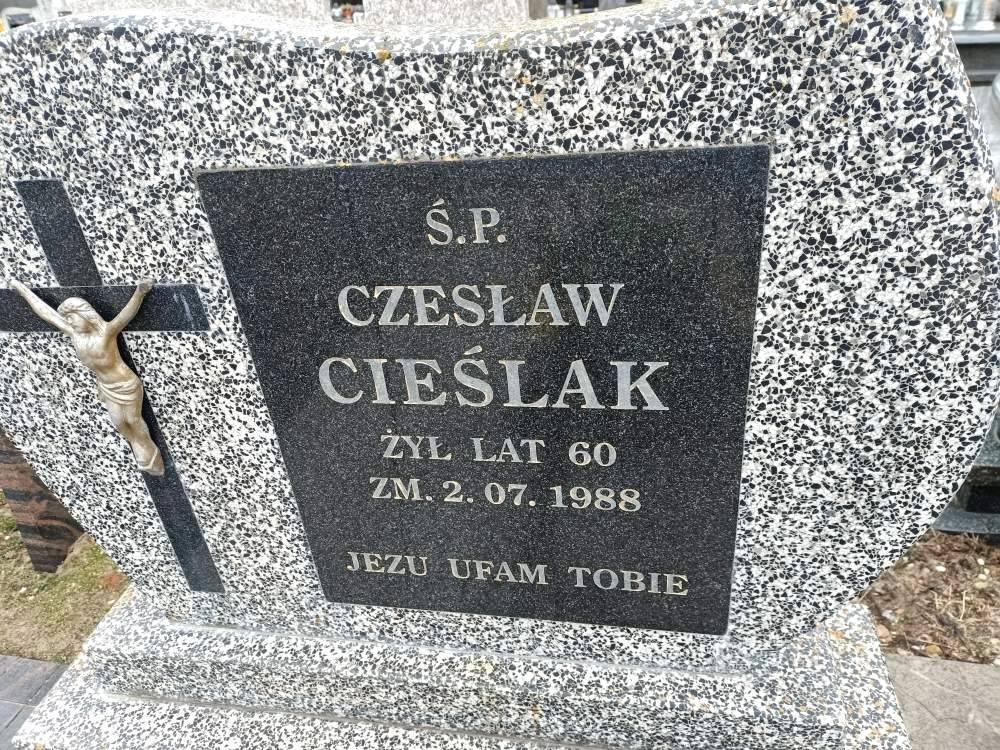 Ś.P.
CZESŁAW
CIEŚLAK
ŻYŁ LAT 60
ZM. 2. 07. 1988
JEZU UFAM TOBIE